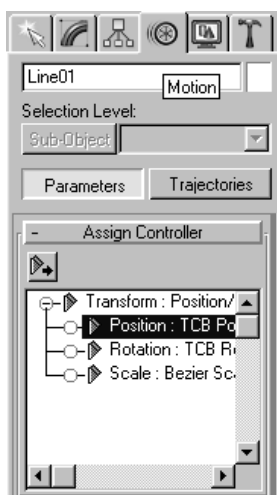 Line01
Motion
Selection Level:
Sub-Object
Parameters
Trajectories
- Assign Controller
Transform : Position/
Position : TCB Po
Rotation : TCB R
Scale : Bezier Sc